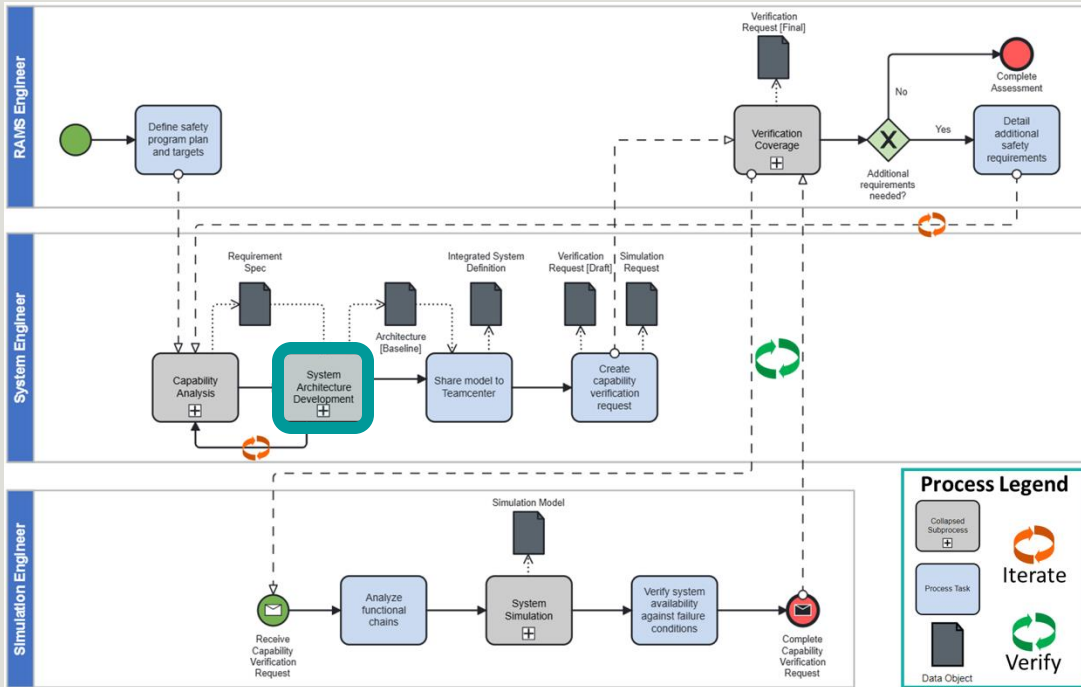 RAMS Engineer
Define safety
program plan
and targets
Verification
Request [Final]
Verification
Coverage
No
Yes
Additional
requirements
needed?
Complete
Assessment
Detail
additional
safety
requirements
System Engineer
Requirement
Spec
Capability
Analysis
System
Architecture
Development
Architecture
[Baseline]
Integrated System
Definition
Share model to
Teamcenter
Verification
Request [Draft]
Simulation
Request
Create
capability
verification
request
Simulation Engineer
Receive
Capability
Verification
Request
Analyze
functional
chains
Simulation Model
System
Simulation
Verify system
availability
against failure
conditions
Complete
Capability
Verification
Request
Process Legend
Collapsed
Subprocess
Iterate
Process Task
Verify
Data Object